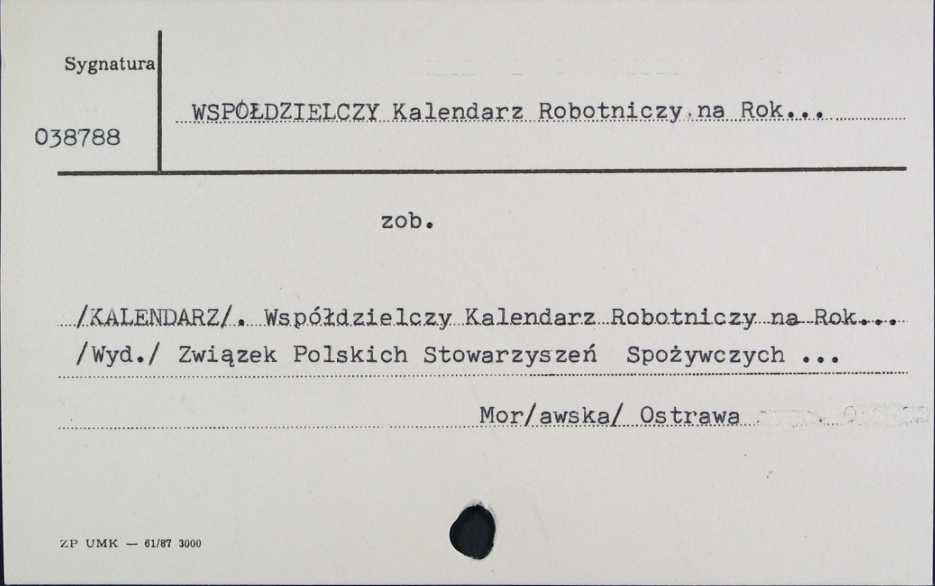 Sygnatura
WSPÓŁDZIELCZY Kalendarz Robotniczy na Rok...
038788
zob.
/KALENDARZ/. Współdzielczy Kalendarz Robotniczy na Rok...
/Wyd./ Związek Polskich Stowarzyszeń Spożywczych ...
Mor/awska/ Ostrawa
ZP UMK — 61/87 3000